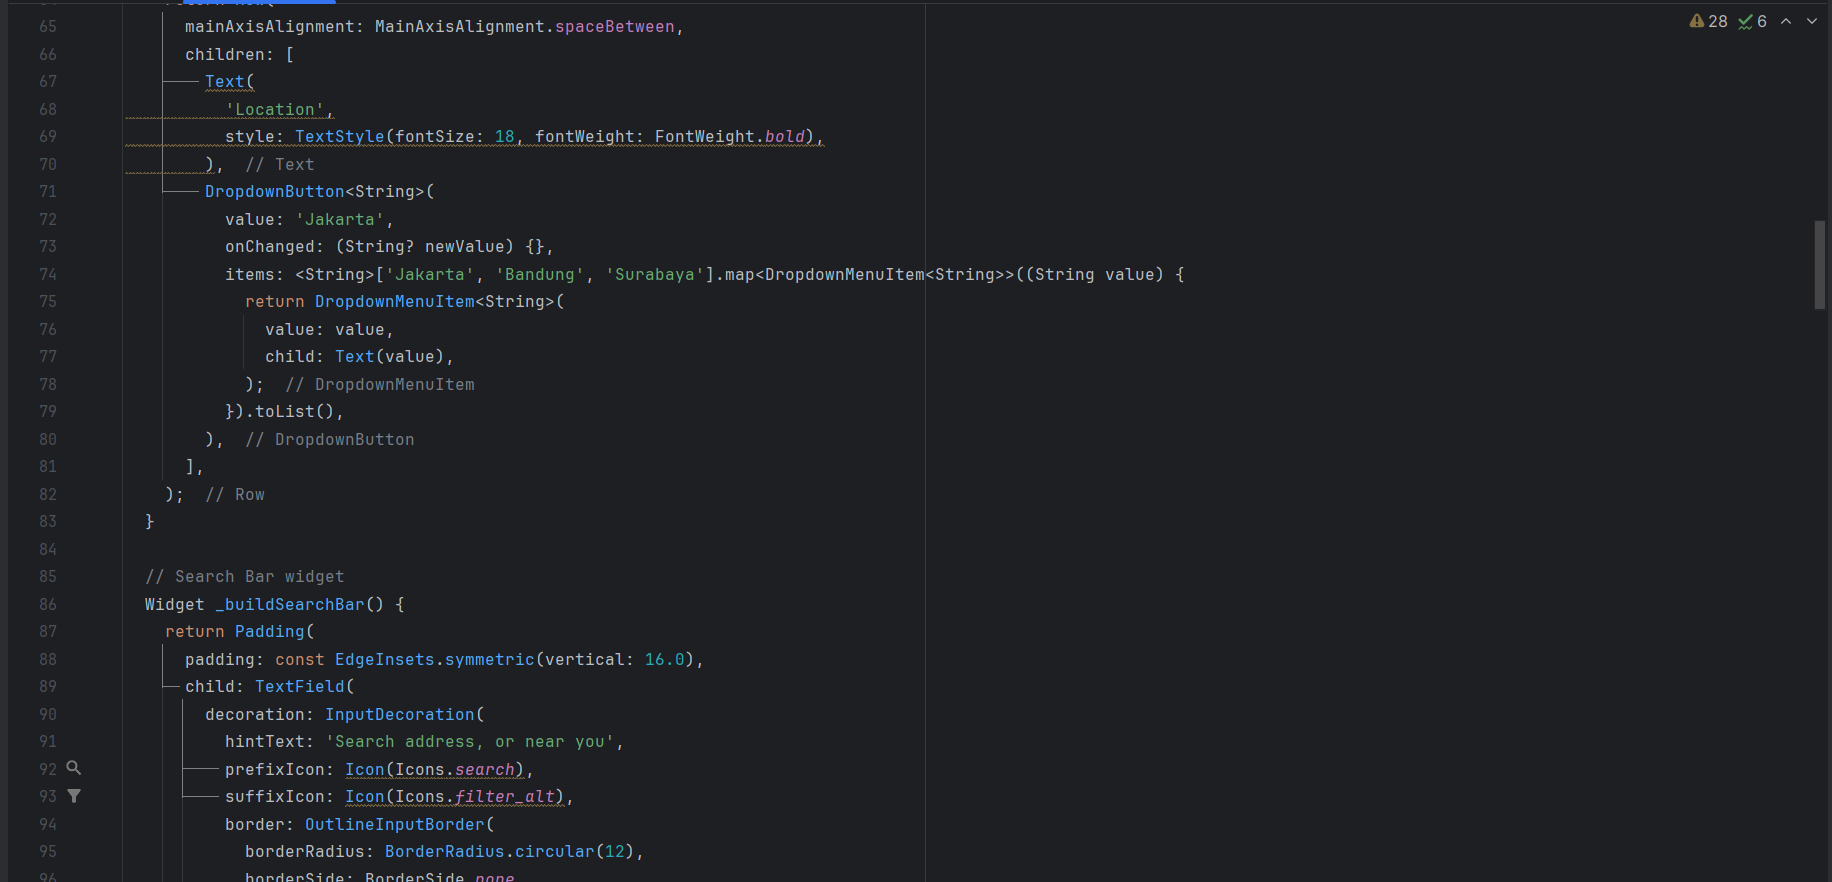 65 mainAxisAlignment: MainAxisAlignment.spaceBetween,
28 6
66 children: [
67 Text(
68 'Location',
69 style: TextStyle(fontSize: 18, fontWeight: FontWeight.bold),
70 ), // Text
71 DropdownButton<String>(
72 value: 'Jakarta',
73 onChanged: (String? newValue) {},
74 items: <String>['Jakarta', 'Bandung', 'Surabaya'].map<DropdownMenuItem<String>>((String value) {
75 return DropdownMenuItem<String>(
76 value: value,
77 child: Text(value),
78 ); // DropdownMenuItem
79 }).toList(),
80 ), // DropdownButton
81 ],
82 ); // Row
83 }
84
85 // Search Bar widget
86 Widget _buildSearchBar() {
87 return Padding(
88 padding: const EdgeInsets.symmetric(vertical: 16.0),
89 child: TextField(
90 decoration: InputDecoration(
91 hintText: 'Search address, or near you',
92 prefixIcon: Icon(Icons.search),
93 suffixIcon: Icon(Icons.filter_alt),
94 border: OutlineInputBorder(
95 borderRadius: BorderRadius.circular(12),
96 borderSide: BorderSide.none